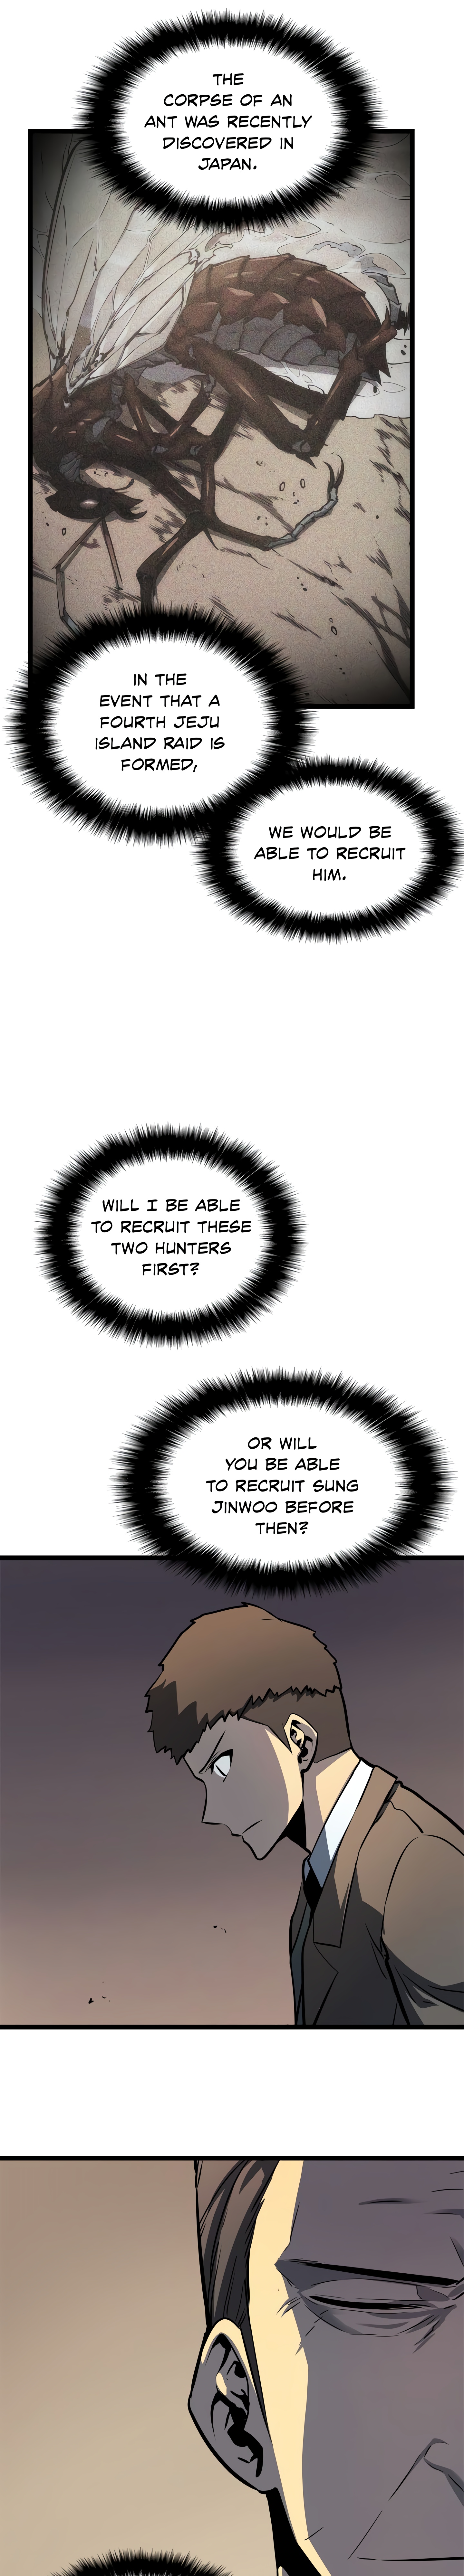 THE
CORPSE OF AN
ANT WAS RECENTLY
DISCOVERED IN
JAPAN.
IN THE
EVENT THAT A
FOURTH JEJU
ISLAND RAID IS
FORMED,
WE WOULD BE
ABLE TO RECRUIT
HIM.
WILL I BE ABLE
TO RECRUIT THESE
TWO HUNTERS
FIRST?
OR WILL
YOU BE ABLE
TO RECRUIT SUNG
JINWOO BEFORE
THEN?